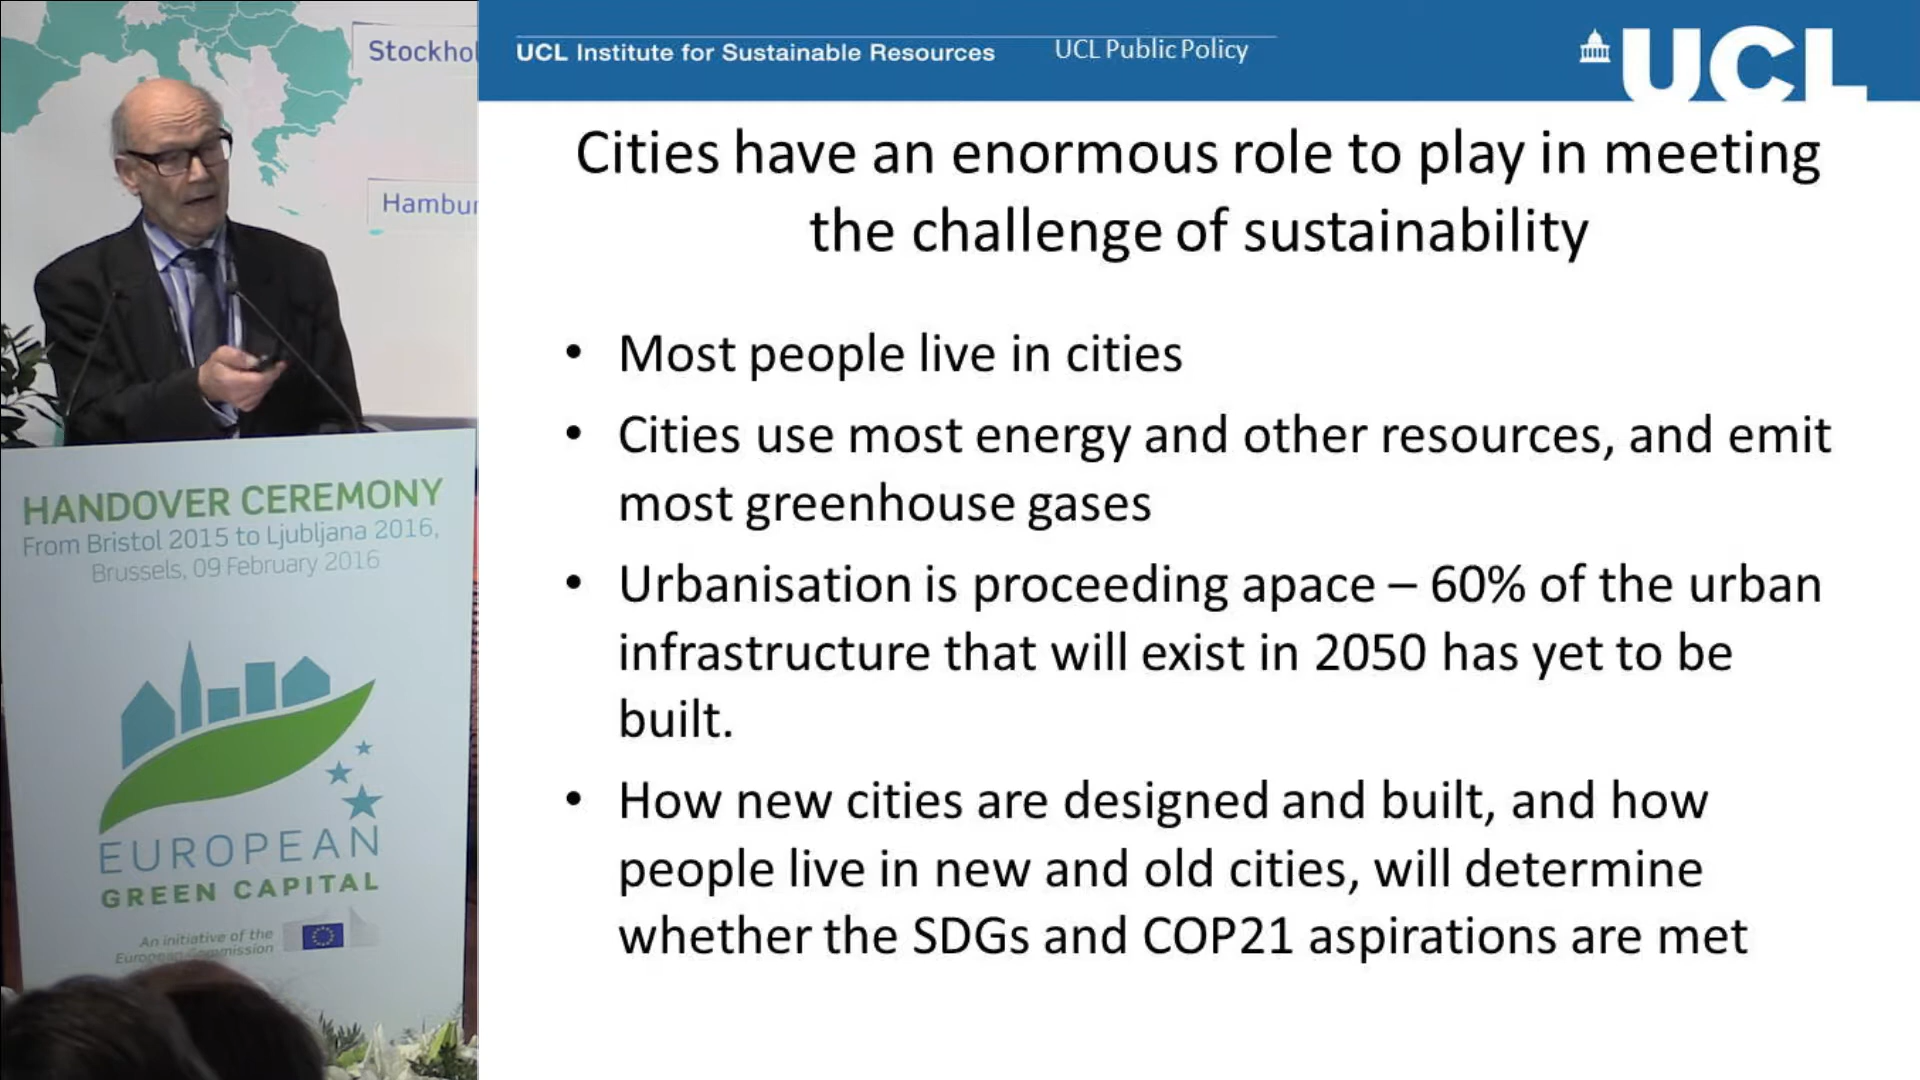 Stockhol
Hambur
HANDOVER CEREMONY
From Bristol 2015 to Ljubljana 2016,
Brussels, 09 February 2016
EUROPEAN
GREEN CAPITAL
An initiative of the
European Commission
UCL Institute for Sustainable Resources
UCL Public Policy
UCL
Cities have an enormous role to play in meeting
the challenge of sustainability
• Most people live in cities
• Cities use most energy and other resources, and emit
most greenhouse gases
• Urbanisation is proceeding apace – 60% of the urban
infrastructure that will exist in 2050 has yet to be
built.
• How new cities are designed and built, and how
people live in new and old cities, will determine
whether the SDGs and COP21 aspirations are met